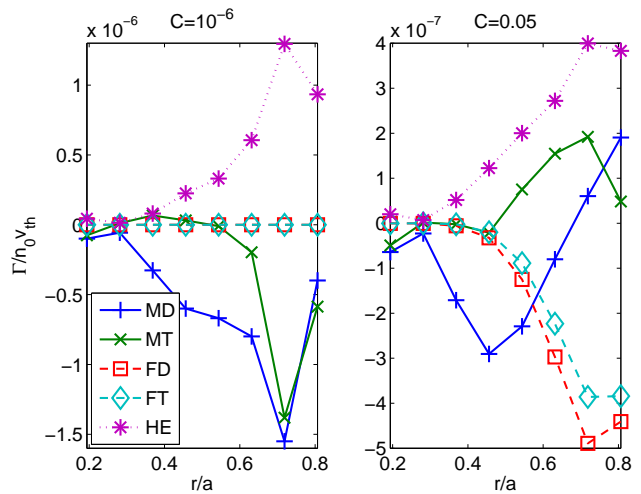 x 10⁻⁶
C=10⁻⁶
1
0.5
0
−0.5
−1
−1.5
Γ/n₀v_th
0.2
0.4
0.6
0.8
r/a
MD
MT
FD
FT
HE
x 10⁻⁷
C=0.05
4
3
2
1
0
−1
−2
−3
−4
−5
0.2
0.4
0.6
0.8
r/a